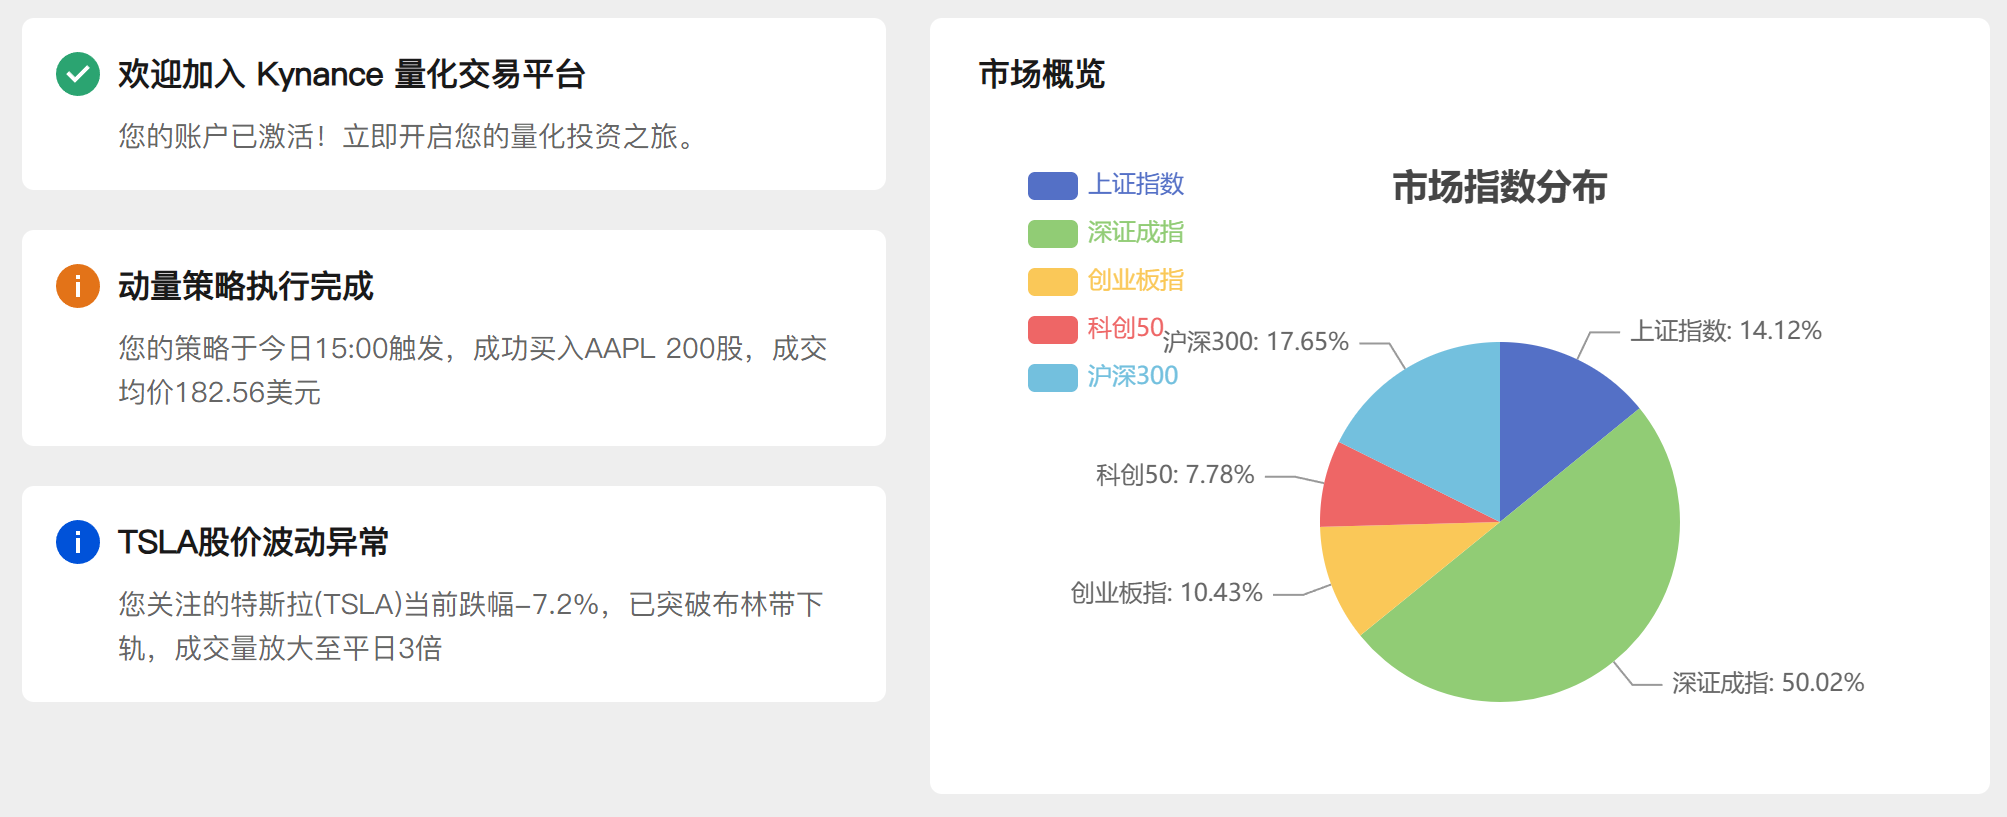 欢迎加入 Kynance 量化交易平台
您的账户已激活！立即开启您的量化投资之旅。
动量策略执行完成
您的策略于今日15:00触发，成功买入AAPL 200股，成交
均价182.56美元
TSLA股价波动异常
您关注的特斯拉(TSLA)当前跌幅-7.2%，已突破布林带下
轨，成交量放大至平日3倍
市场概览
市场指数分布
上证指数
深证成指
创业板指
科创50
沪深300
沪深300: 17.65%
上证指数: 14.12%
科创50: 7.78%
创业板指: 10.43%
深证成指: 50.02%